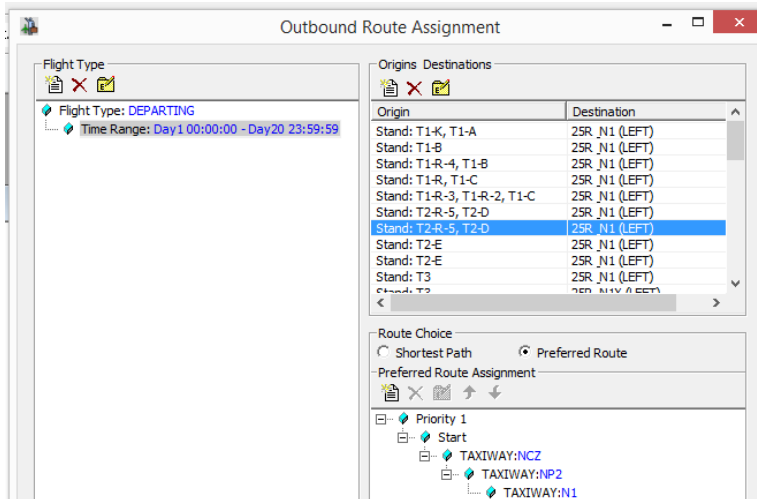 Outbound Route Assignment
Flight Type
Flight Type: DEPARTING
Time Range: Day1 00:00:00 - Day20 23:59:59
Origins Destinations
Origin Destination
Stand: T1-K, T1-A 25R_N1 (LEFT)
Stand: T1-B 25R_N1 (LEFT)
Stand: T1-R-4, T1-B 25R_N1 (LEFT)
Stand: T1-R, T1-C 25R_N1 (LEFT)
Stand: T1-R-3, T1-R-2, T1-C 25R_N1 (LEFT)
Stand: T2-R-5, T2-D 25R_N1 (LEFT)
Stand: T2-R-5, T2-D 25R_N1 (LEFT)
Stand: T2-E 25R_N1 (LEFT)
Stand: T2-E 25R_N1 (LEFT)
Stand: T3 25R_N1 (LEFT)
Stand: T3 25R_N1Y (LEFT)
Route Choice
Shortest Path Preferred Route
Preferred Route Assignment
Priority 1
Start
TAXIWAY:NCZ
TAXIWAY:NP2
TAXIWAY:N1